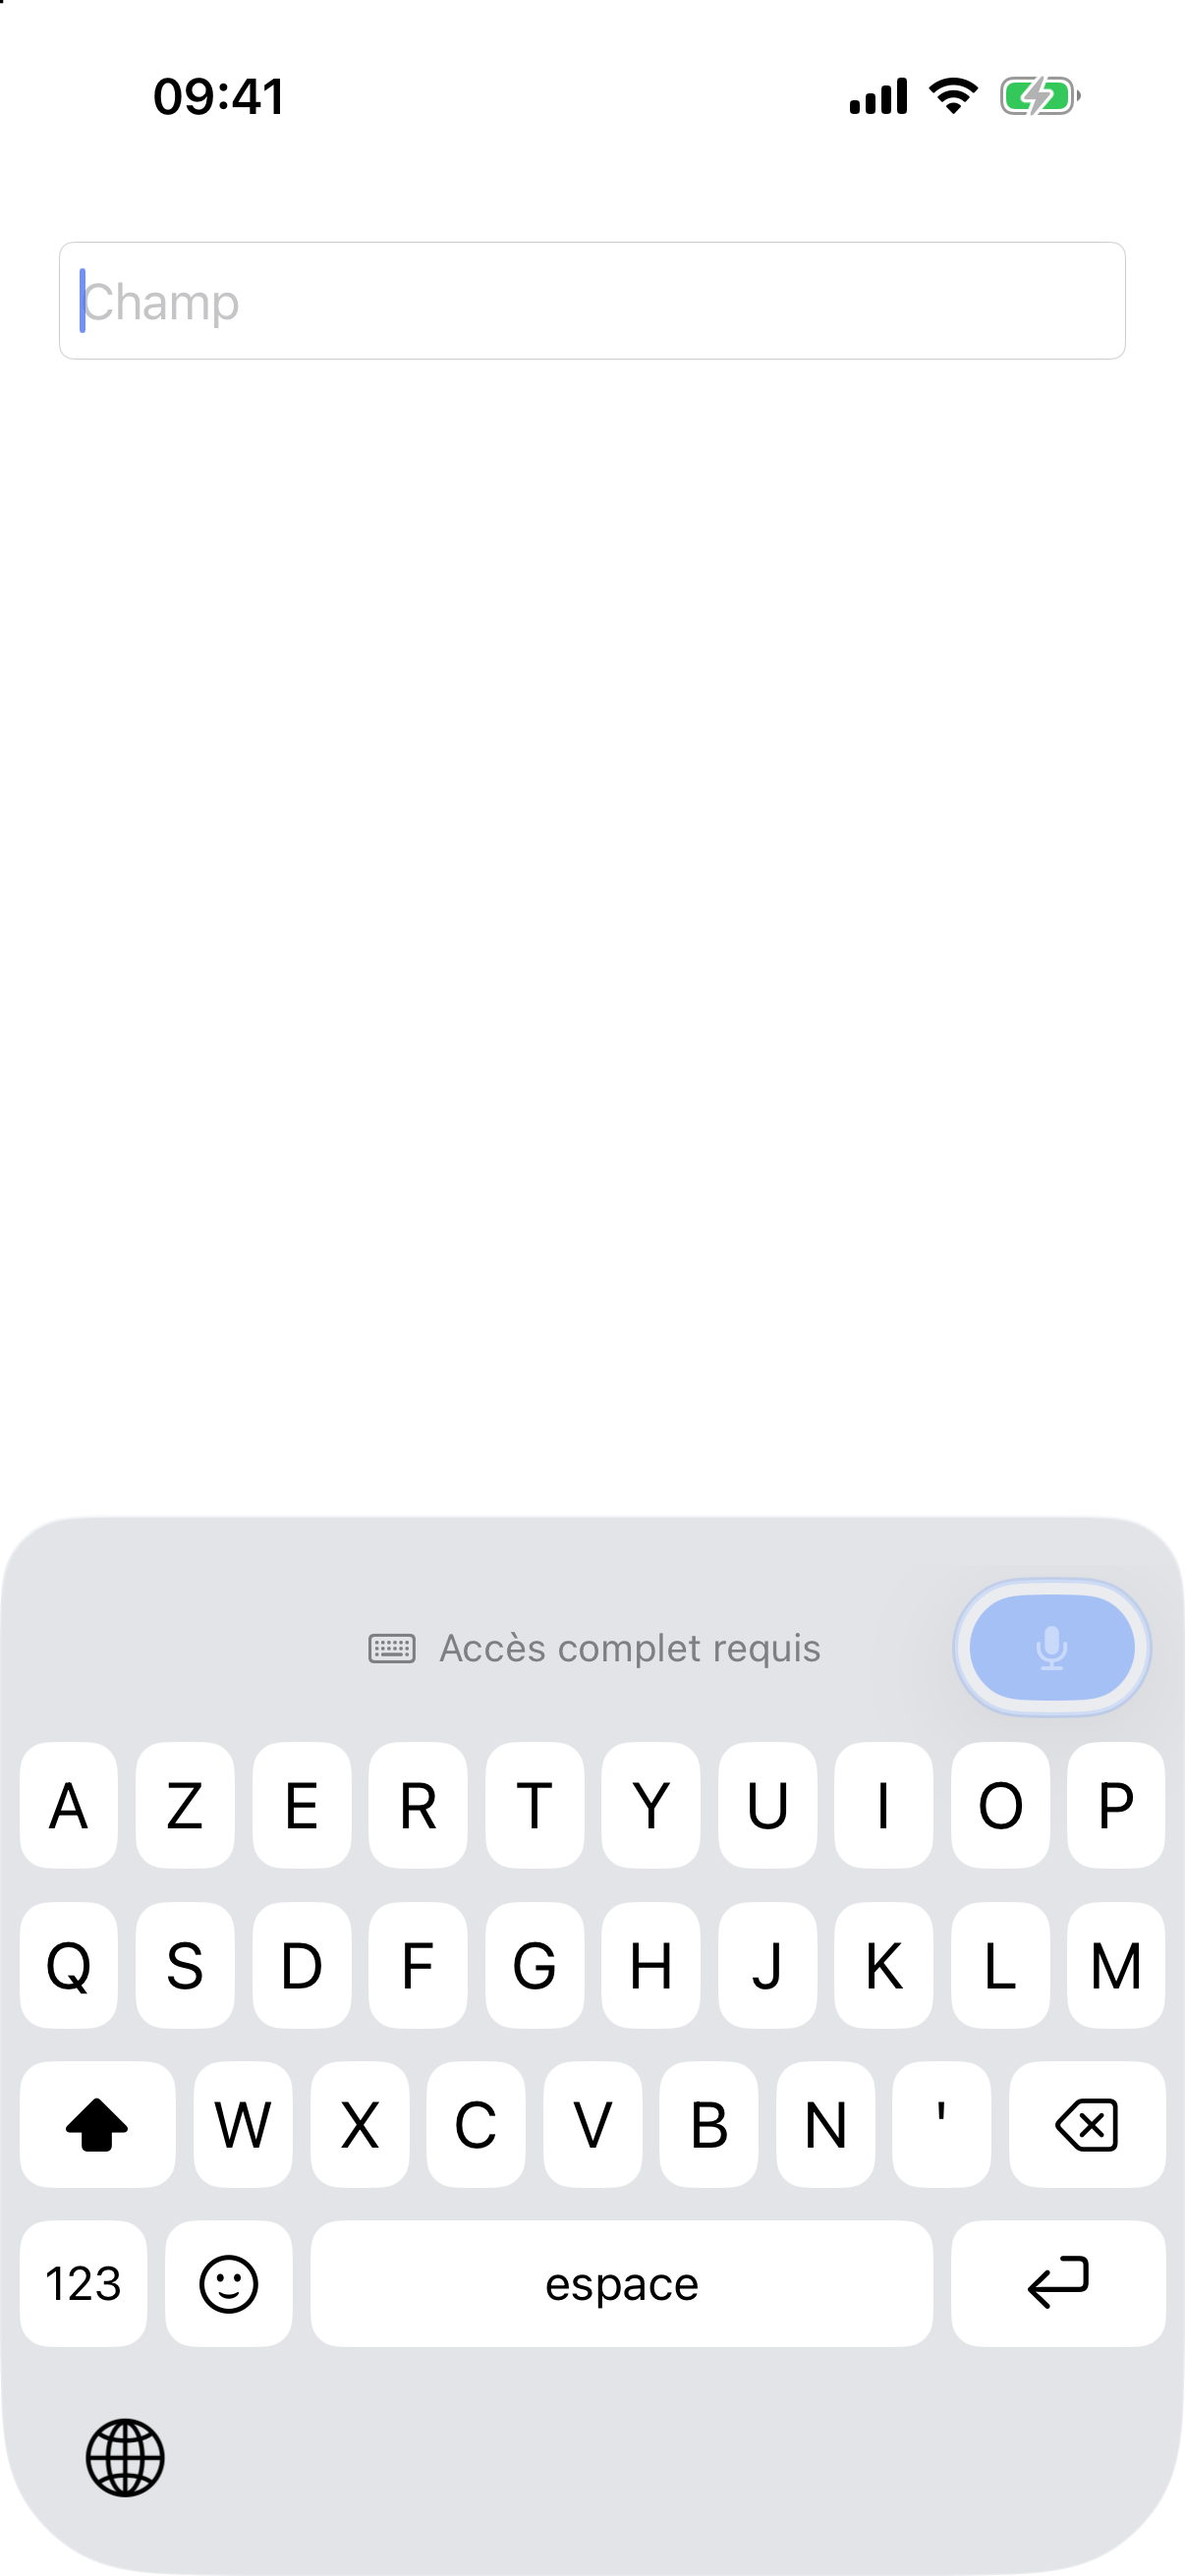 09:41
Champ
Accès complet requis
A Z E R T Y U I O P
Q S D F G H J K L M
W X C V B N '
123 espace